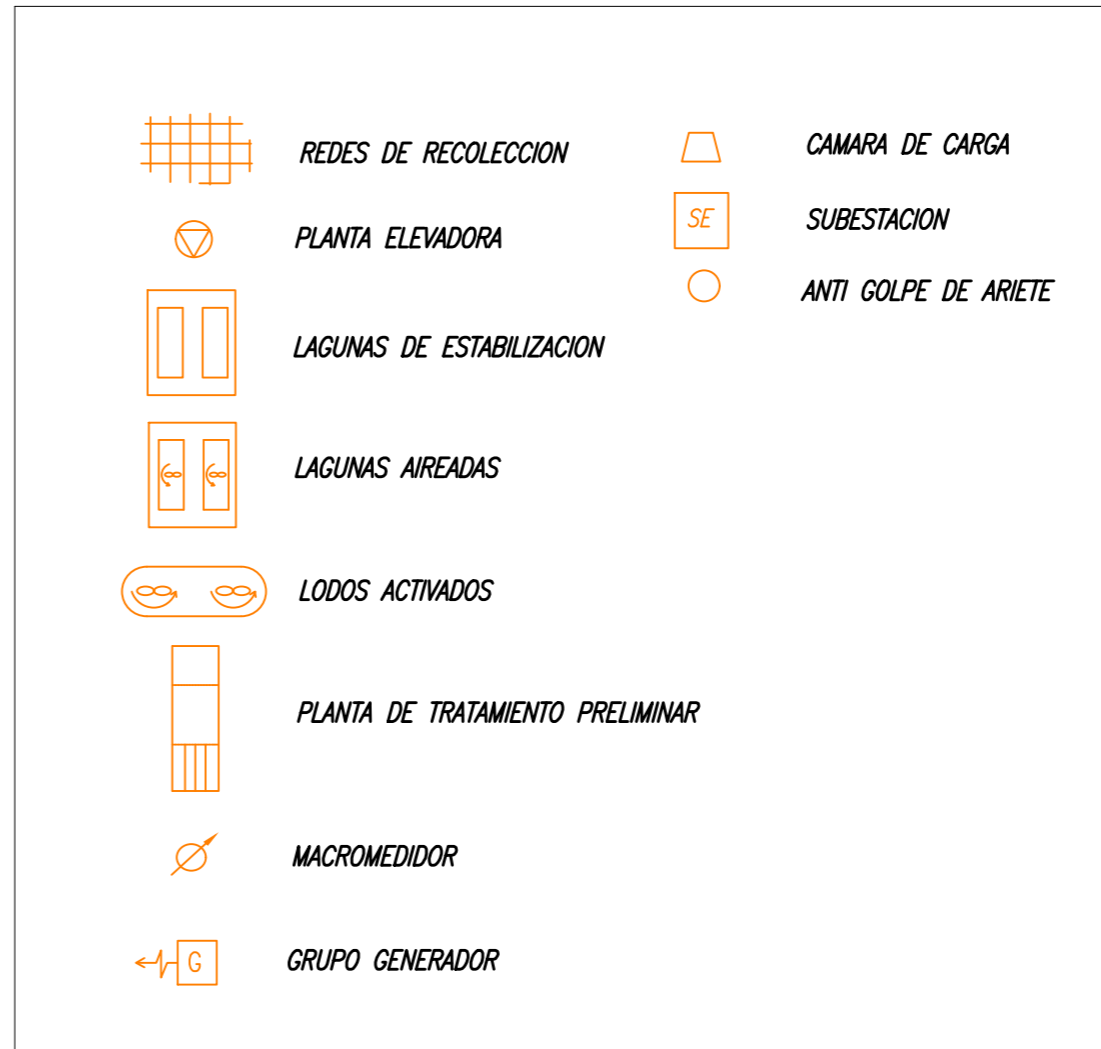 REDES DE RECOLECCION
PLANTA ELEVADORA
LAGUNAS DE ESTABILIZACION
LAGUNAS AIREADAS
LODOS ACTIVADOS
PLANTA DE TRATAMIENTO PRELIMINAR
MACROMEDIDOR
G GRUPO GENERADOR
CAMARA DE CARGA
SE SUBESTACION
ANTI GOLPE DE ARIETE